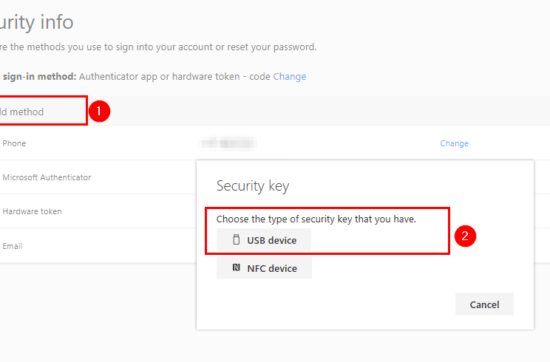 urity info
re the methods you use to sign into your account or reset your password.
sign-in method: Authenticator app or hardware token - code Change
d method
1
Phone
Change
Microsoft Authenticator
Hardware token
Email
Security key
Choose the type of security key that you have.
USB device
2
NFC device
Cancel